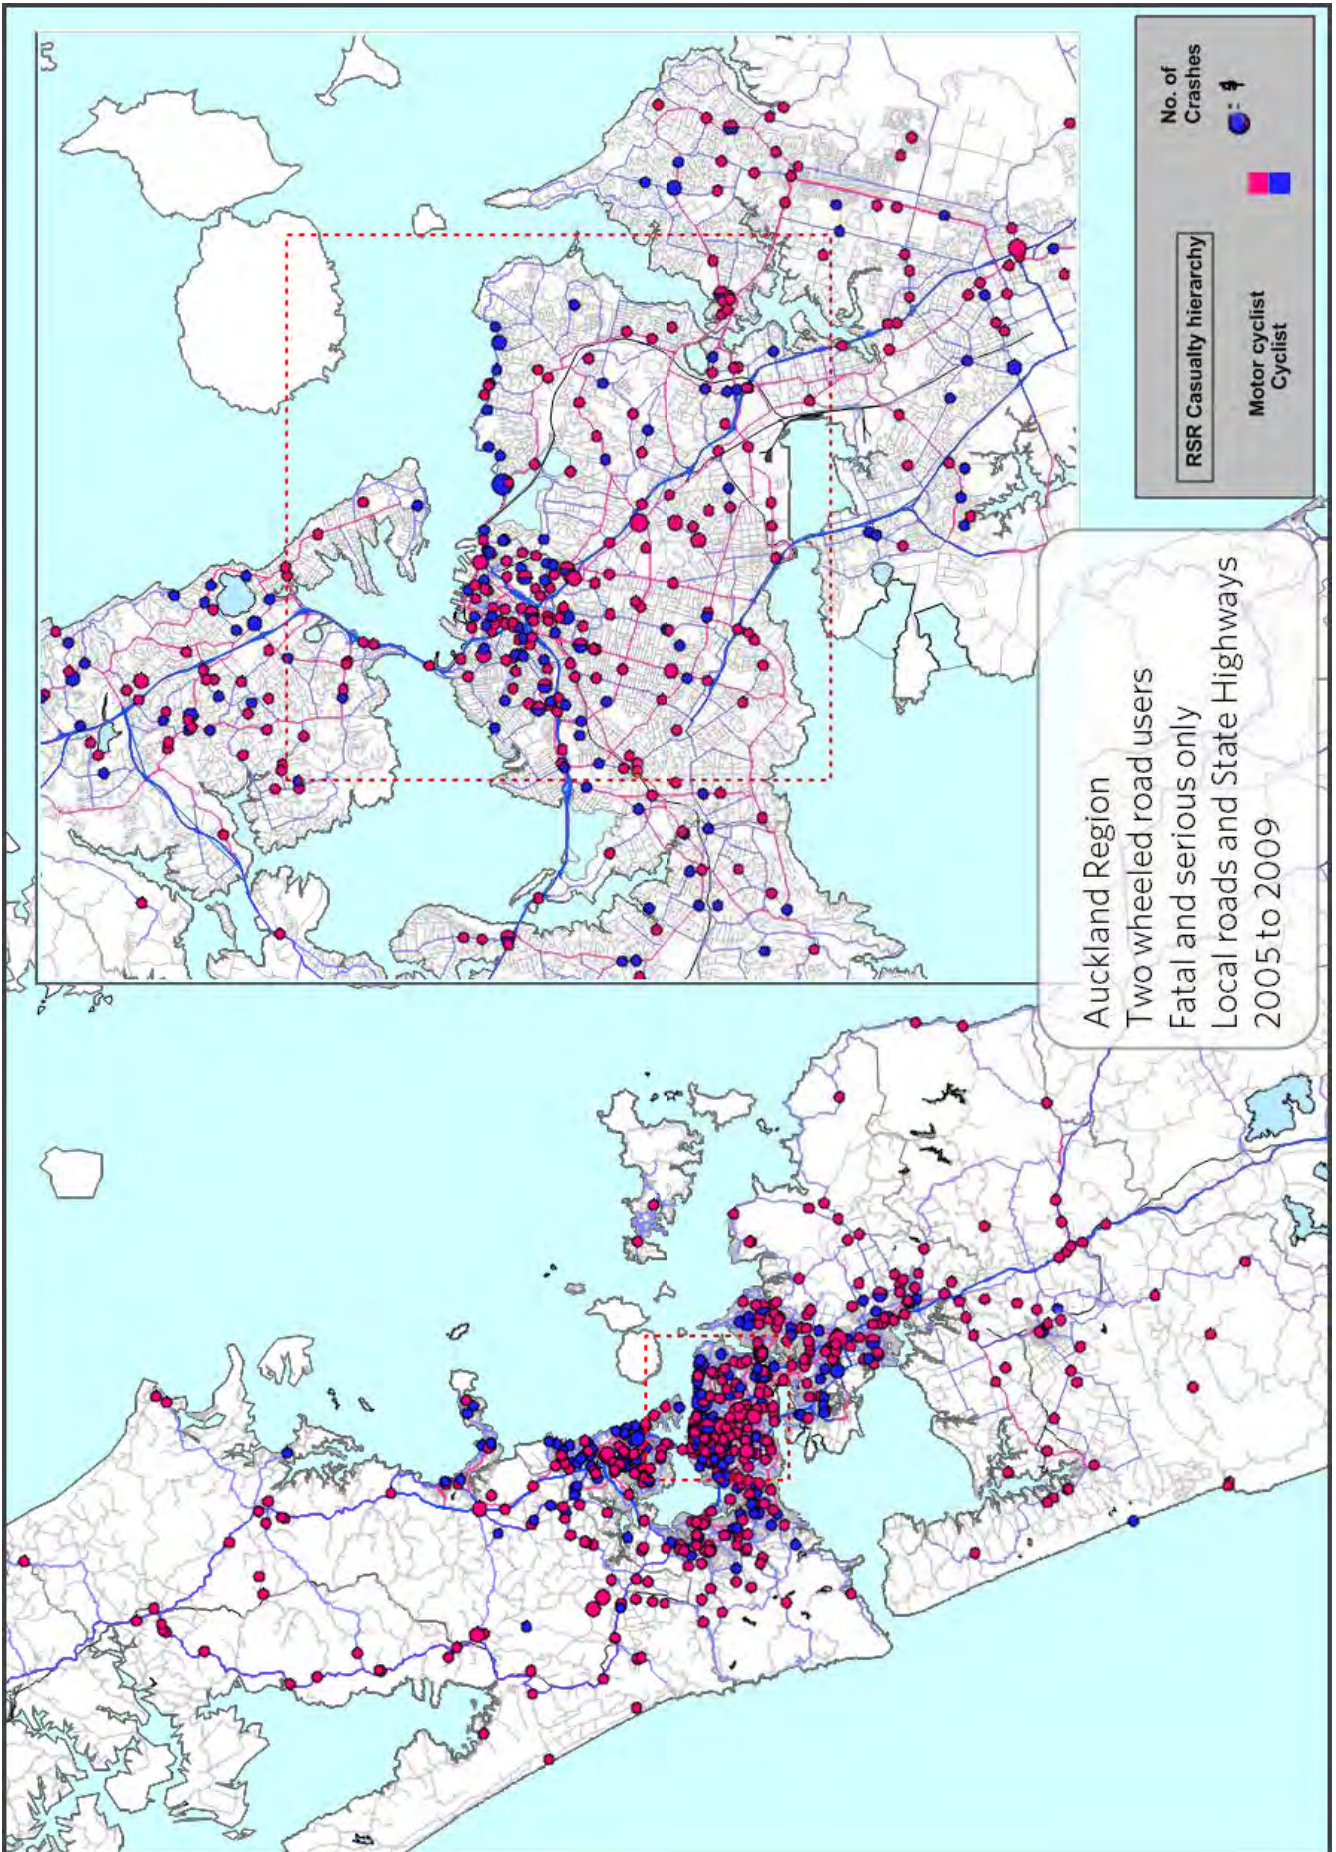 No. of
Crashes
RSR Casualty hierarchy
Motor cyclist
Cyclist
Auckland Region
Two wheeled road users
Fatal and serious only
Local roads and State Highways
2005 to 2009